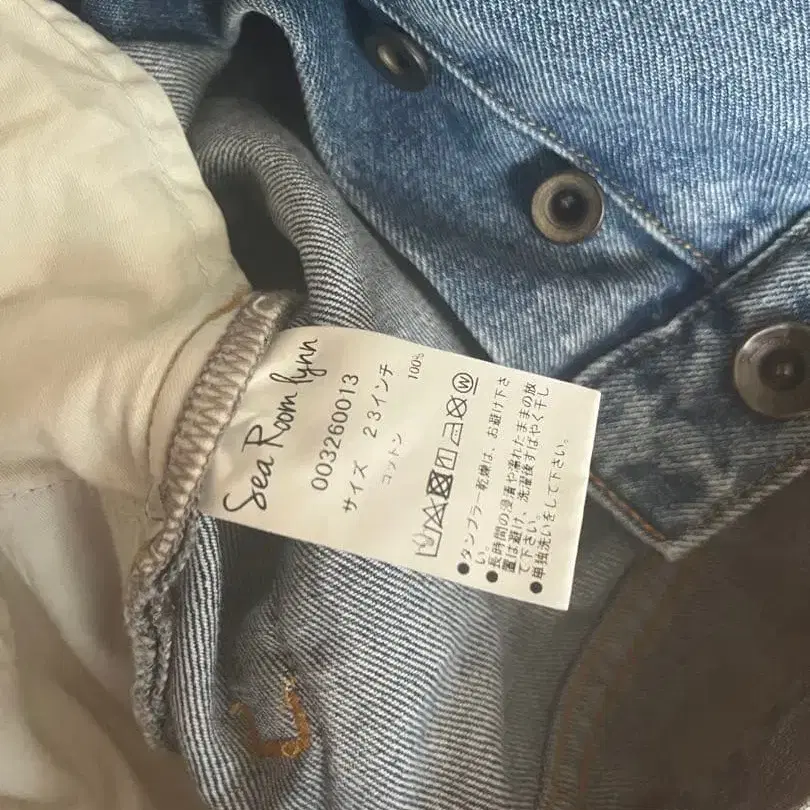 Sea Room lynn
003260013
サイズ 23インチ
コットン 100%
●タンブラー乾燥は、お避け下さ
い。
●長時間の浸漬や濡れたままの放
置は避け、洗濯後すばやく干し
て下さい。
●単独洗いをして下さい。